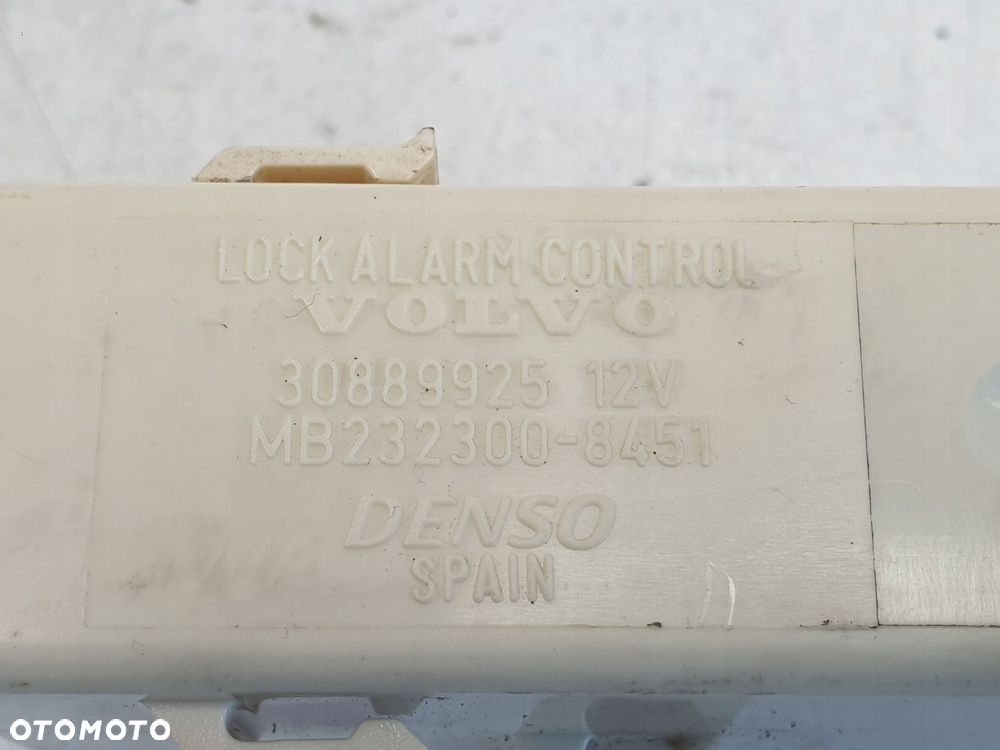 LOCK ALARM CONTROL
VOLVO
30889925 12V
MB232300-8451
DENSO
SPAIN
OTOMOTO